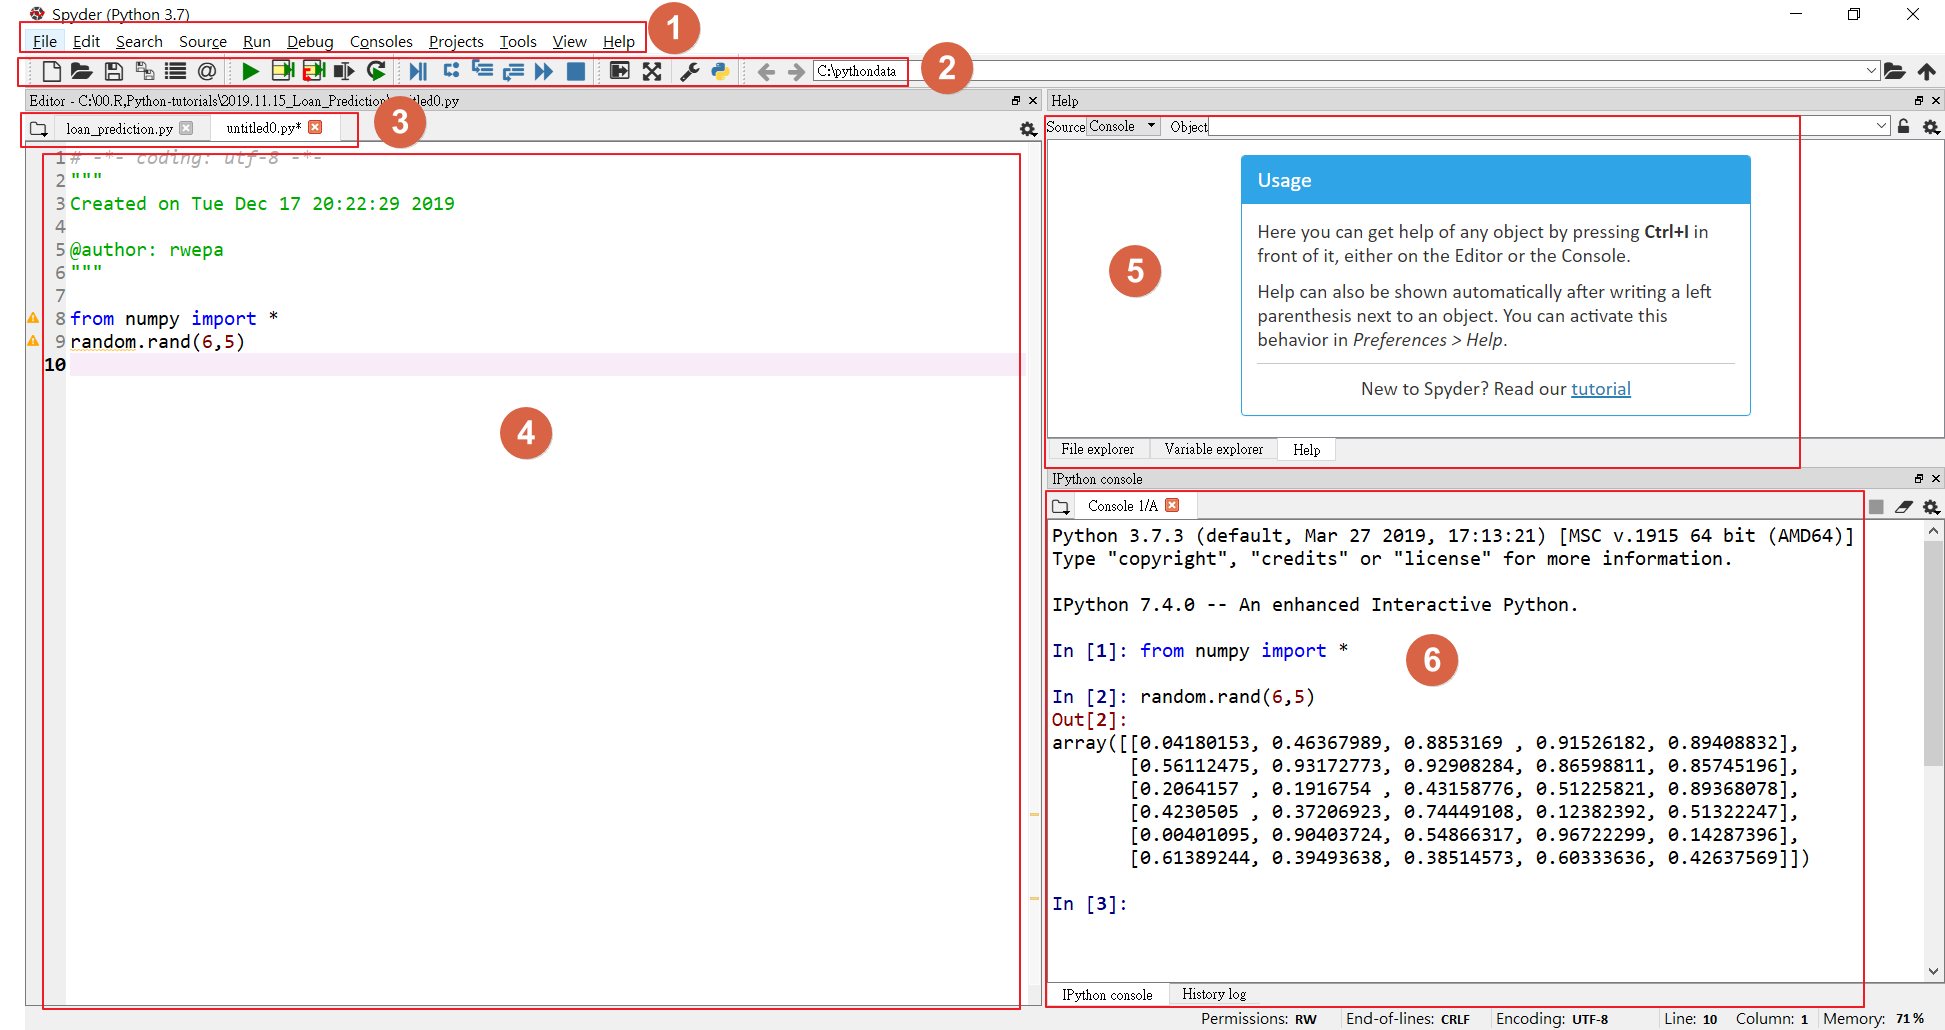 Spyder (Python 3.7)
File Edit Search Source Run Debug Consoles Projects Tools View Help
1
C:\pythondata
2
Editor - C:\00.R,Python-tutorials\2019.11.15_Loan_Prediction\untitled0.py
loan_prediction.py untitled0.py*
3
1 # -*- coding: utf-8 -*-
2 """
3 Created on Tue Dec 17 20:22:29 2019
4
5 @author: rwepa
6 """
7
8 from numpy import *
9 random.rand(6,5)
10
4
Help
Source Console Object
Usage
Here you can get help of any object by pressing Ctrl+I in
front of it, either on the Editor or the Console.
Help can also be shown automatically after writing a left
parenthesis next to an object. You can activate this
behavior in Preferences > Help.
New to Spyder? Read our tutorial
5
File explorer Variable explorer Help
IPython console
Console 1/A
Python 3.7.3 (default, Mar 27 2019, 17:13:21) [MSC v.1915 64 bit (AMD64)]
Type "copyright", "credits" or "license" for more information.
IPython 7.4.0 -- An enhanced Interactive Python.
In [1]: from numpy import *
6
In [2]: random.rand(6,5)
Out[2]:
array([[0.04180153, 0.46367989, 0.8853169 , 0.91526182, 0.89408832],
[0.56112475, 0.93172773, 0.92908284, 0.86598811, 0.85745196],
[0.2064157 , 0.1916754 , 0.43158776, 0.51225821, 0.89368078],
[0.4230505 , 0.37206923, 0.74449108, 0.12382392, 0.51322247],
[0.00401095, 0.90403724, 0.54866317, 0.96722299, 0.14287396],
[0.61389244, 0.39493638, 0.38514573, 0.60333636, 0.42637569]])
In [3]:
IPython console History log
Permissions: RW End-of-lines: CRLF Encoding: UTF-8 Line: 10 Column: 1 Memory: 71 %